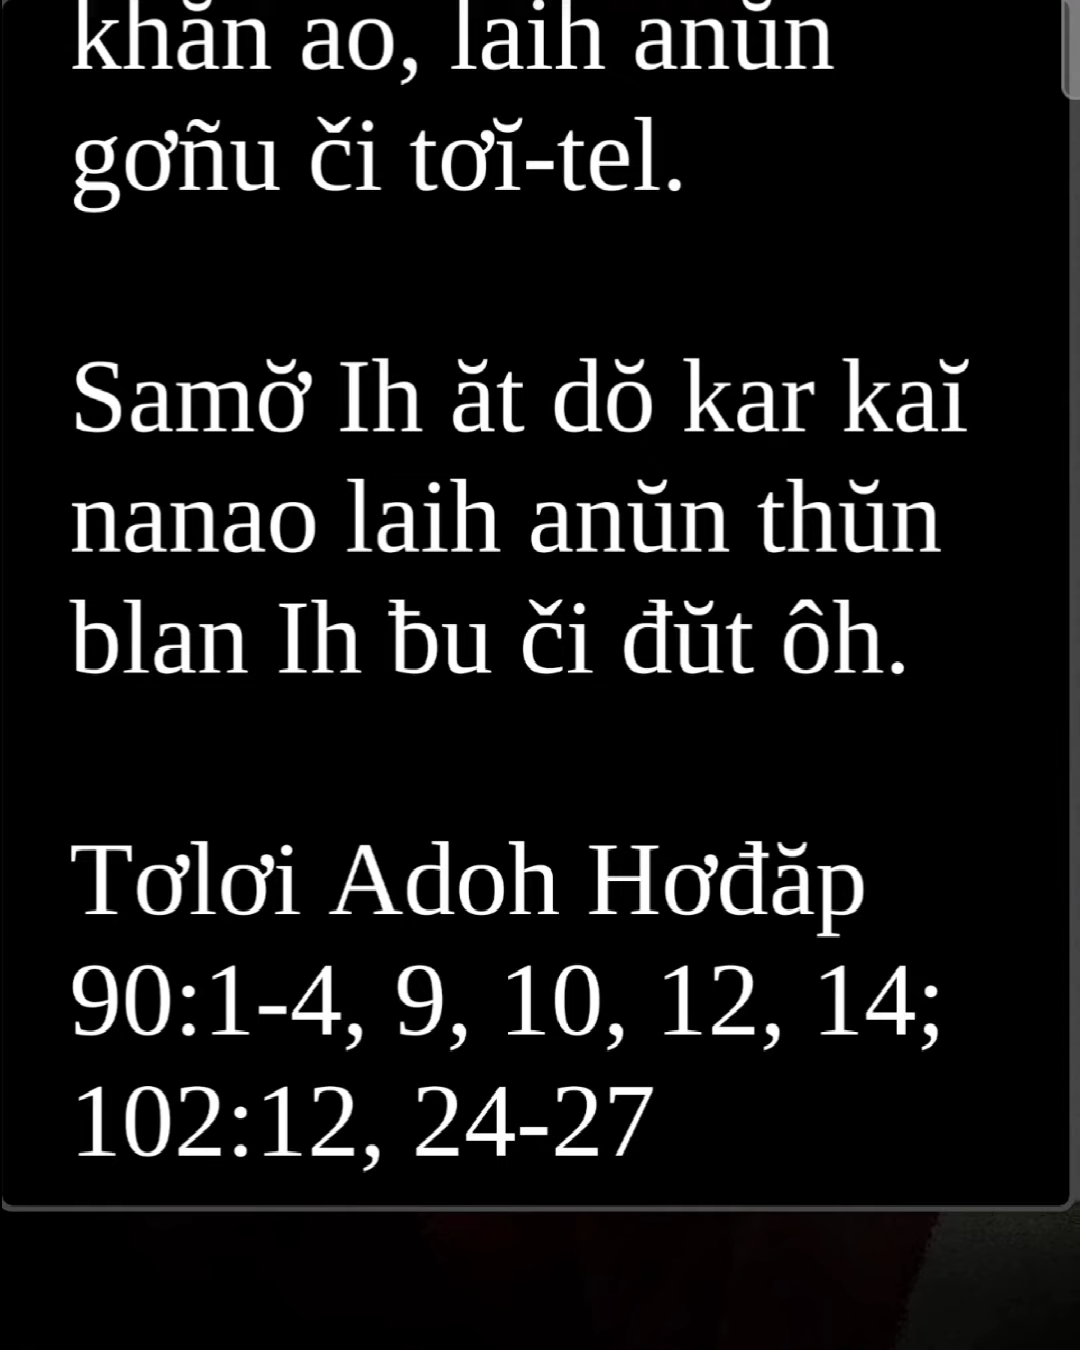 khăn ao, laih anŭn
gơñu či tơĭ-tel.
Samơ̆ Ih ăt dŏ kar kaĭ
nanao laih anŭn thŭn
blan Ih ƀu či đŭt ôh.
Tơlơi Adoh Hơđăp
90:1-4, 9, 10, 12, 14;
102:12, 24-27